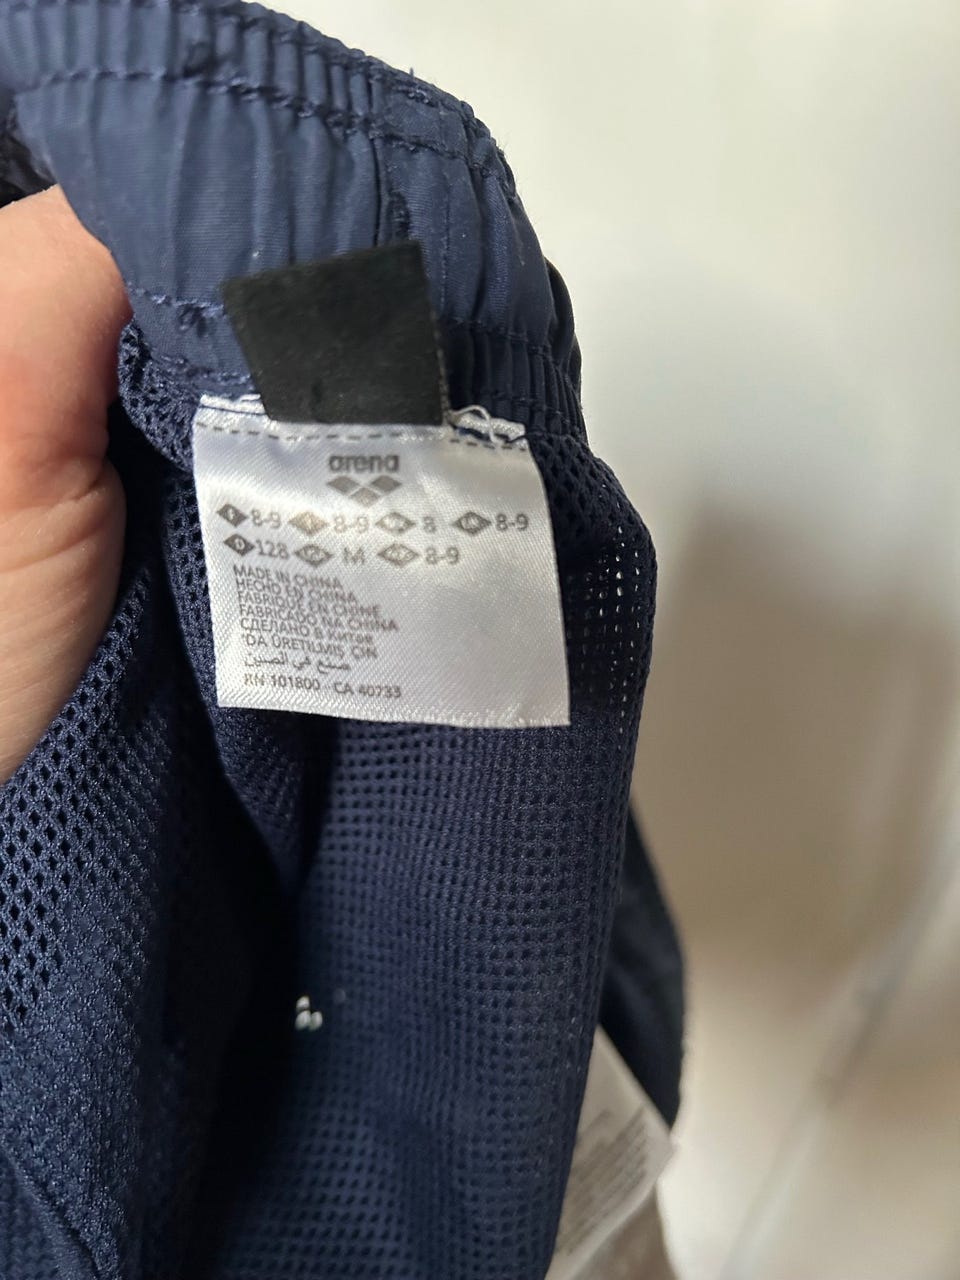 arena
8-9 8-9 8 8-9
D 128 M 8-9
MADE IN CHINA
HECHO EN CHINA
FABRIQUÉ EN CHINE
FABRICADO NA CHINA
СДЕЛАНО В КИТАЕ
'DA ÜRETILMIŞ ÇIN
صنع في الصين
RN 101800 - CA 40733